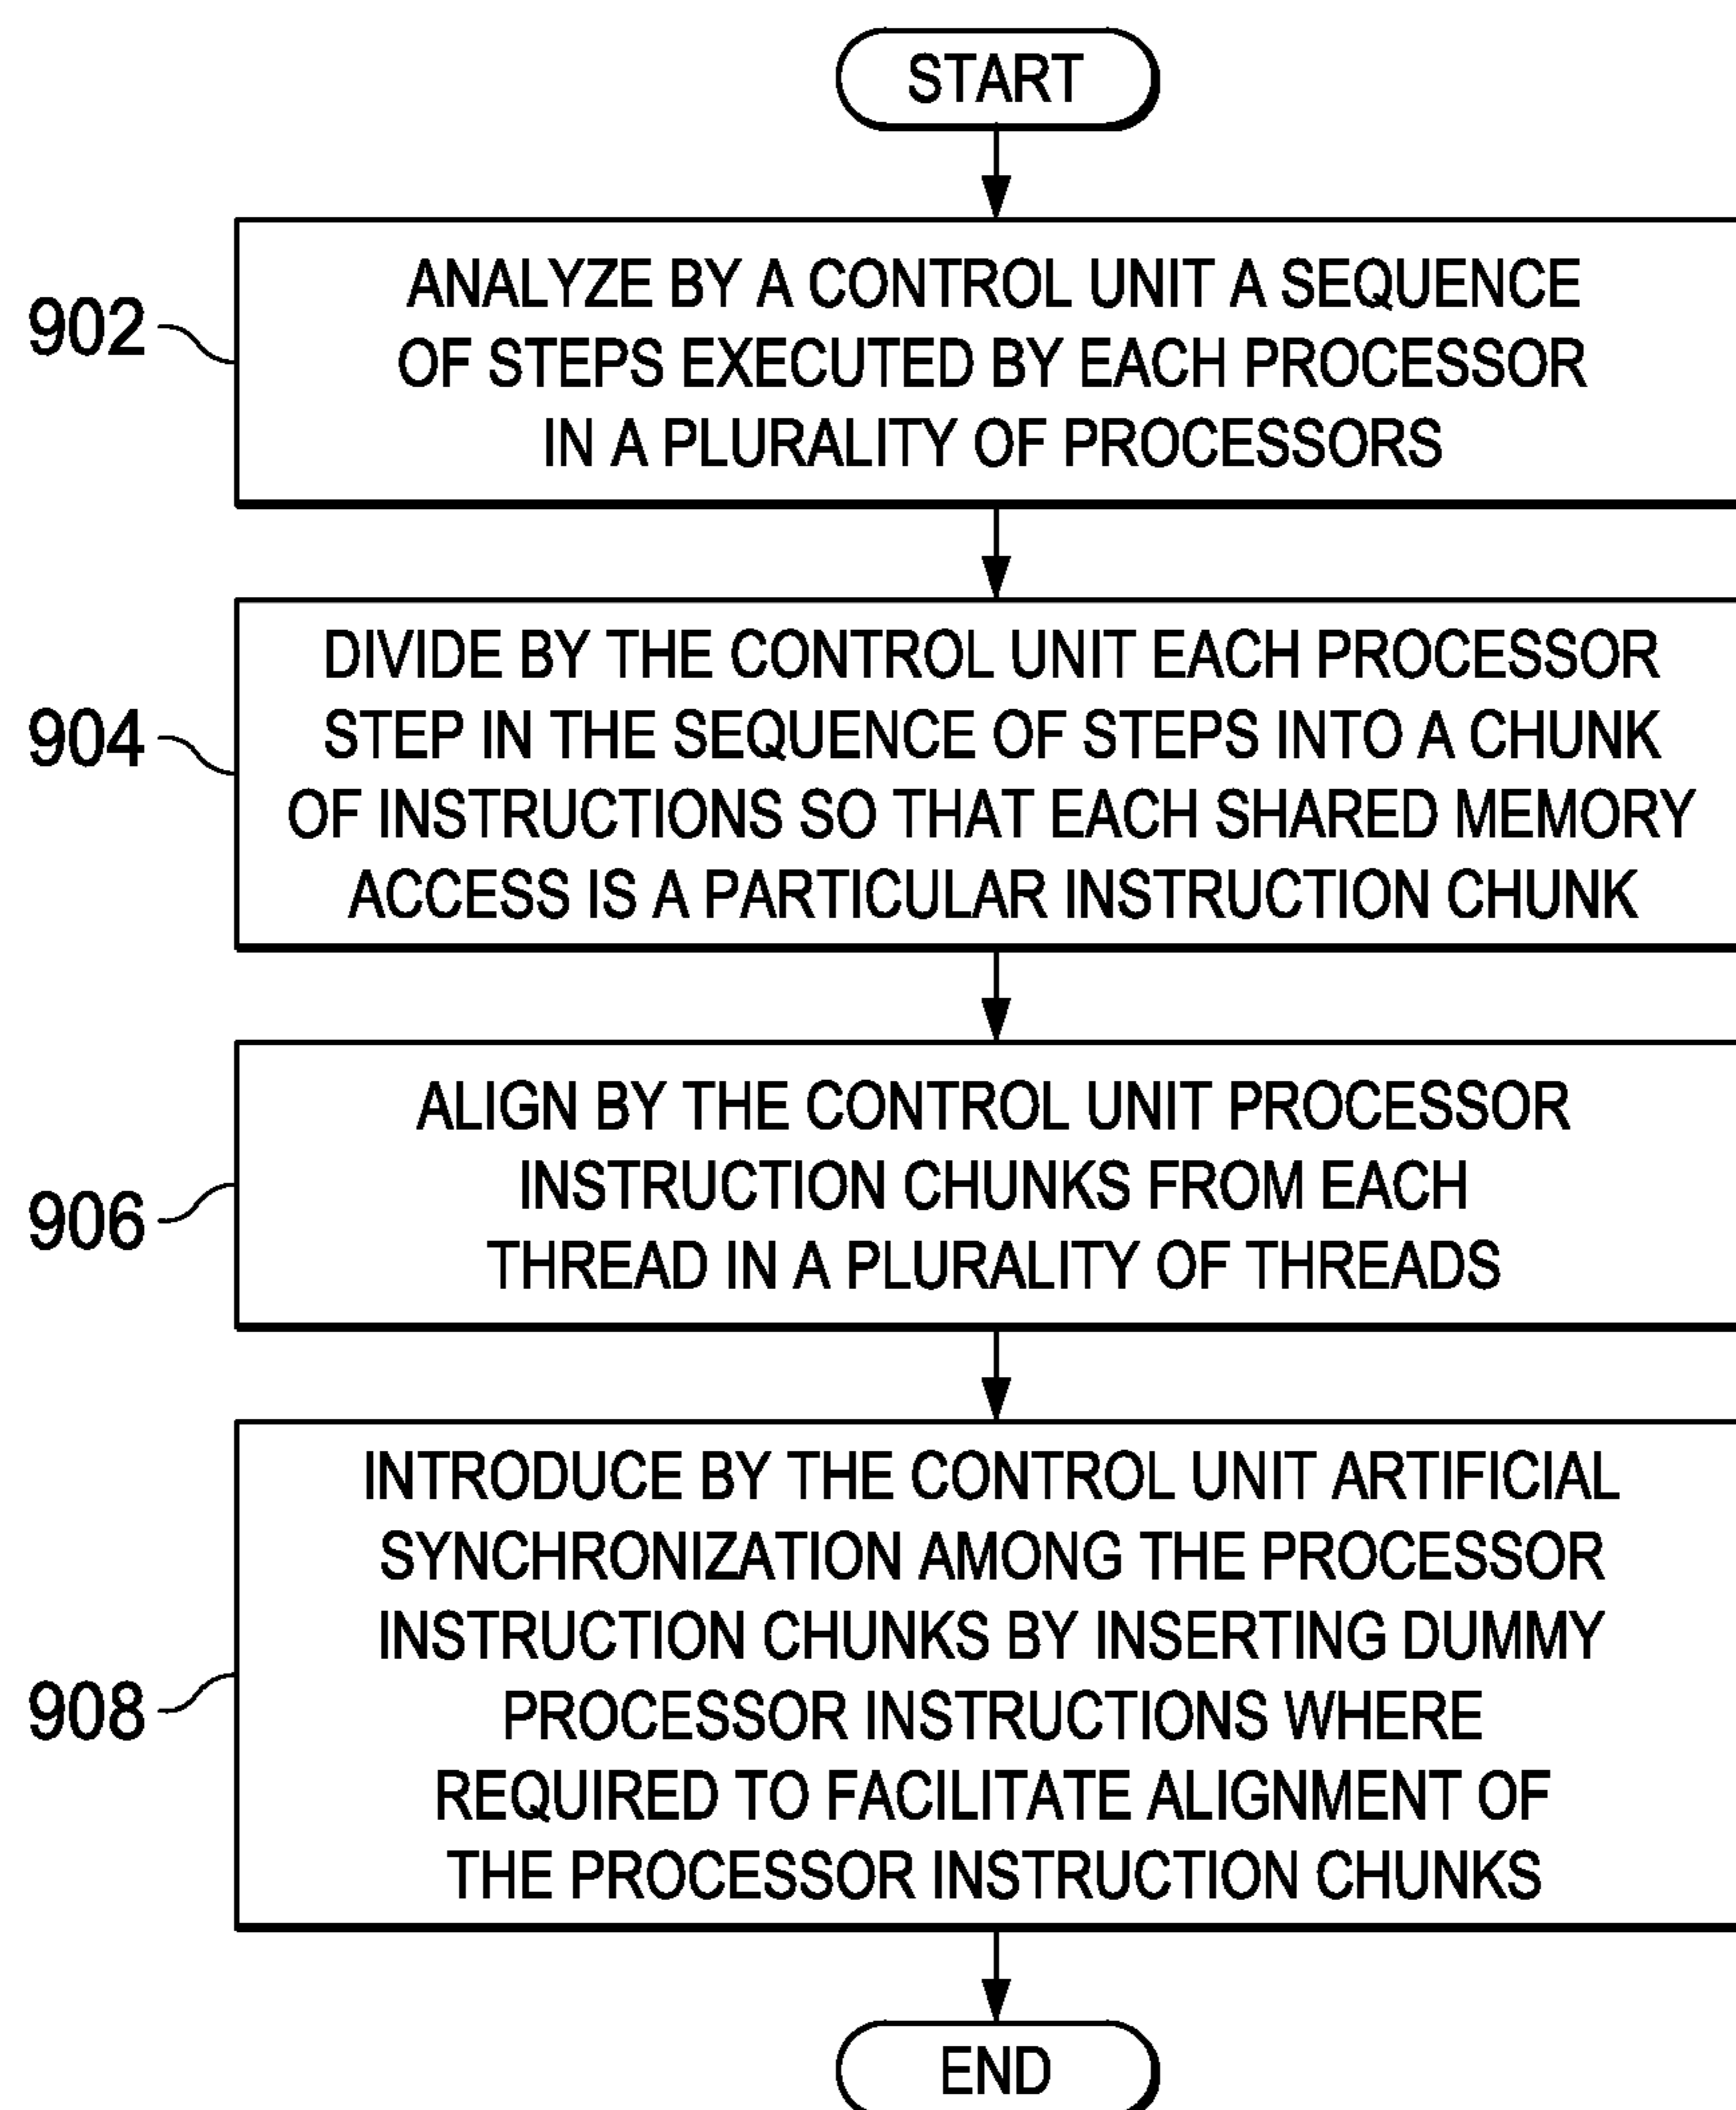 START
902
ANALYZE BY A CONTROL UNIT A SEQUENCE
OF STEPS EXECUTED BY EACH PROCESSOR
IN A PLURALITY OF PROCESSORS
904
DIVIDE BY THE CONTROL UNIT EACH PROCESSOR
STEP IN THE SEQUENCE OF STEPS INTO A CHUNK
OF INSTRUCTIONS SO THAT EACH SHARED MEMORY
ACCESS IS A PARTICULAR INSTRUCTION CHUNK
906
ALIGN BY THE CONTROL UNIT PROCESSOR
INSTRUCTION CHUNKS FROM EACH
THREAD IN A PLURALITY OF THREADS
908
INTRODUCE BY THE CONTROL UNIT ARTIFICIAL
SYNCHRONIZATION AMONG THE PROCESSOR
INSTRUCTION CHUNKS BY INSERTING DUMMY
PROCESSOR INSTRUCTIONS WHERE
REQUIRED TO FACILITATE ALIGNMENT OF
THE PROCESSOR INSTRUCTION CHUNKS
END